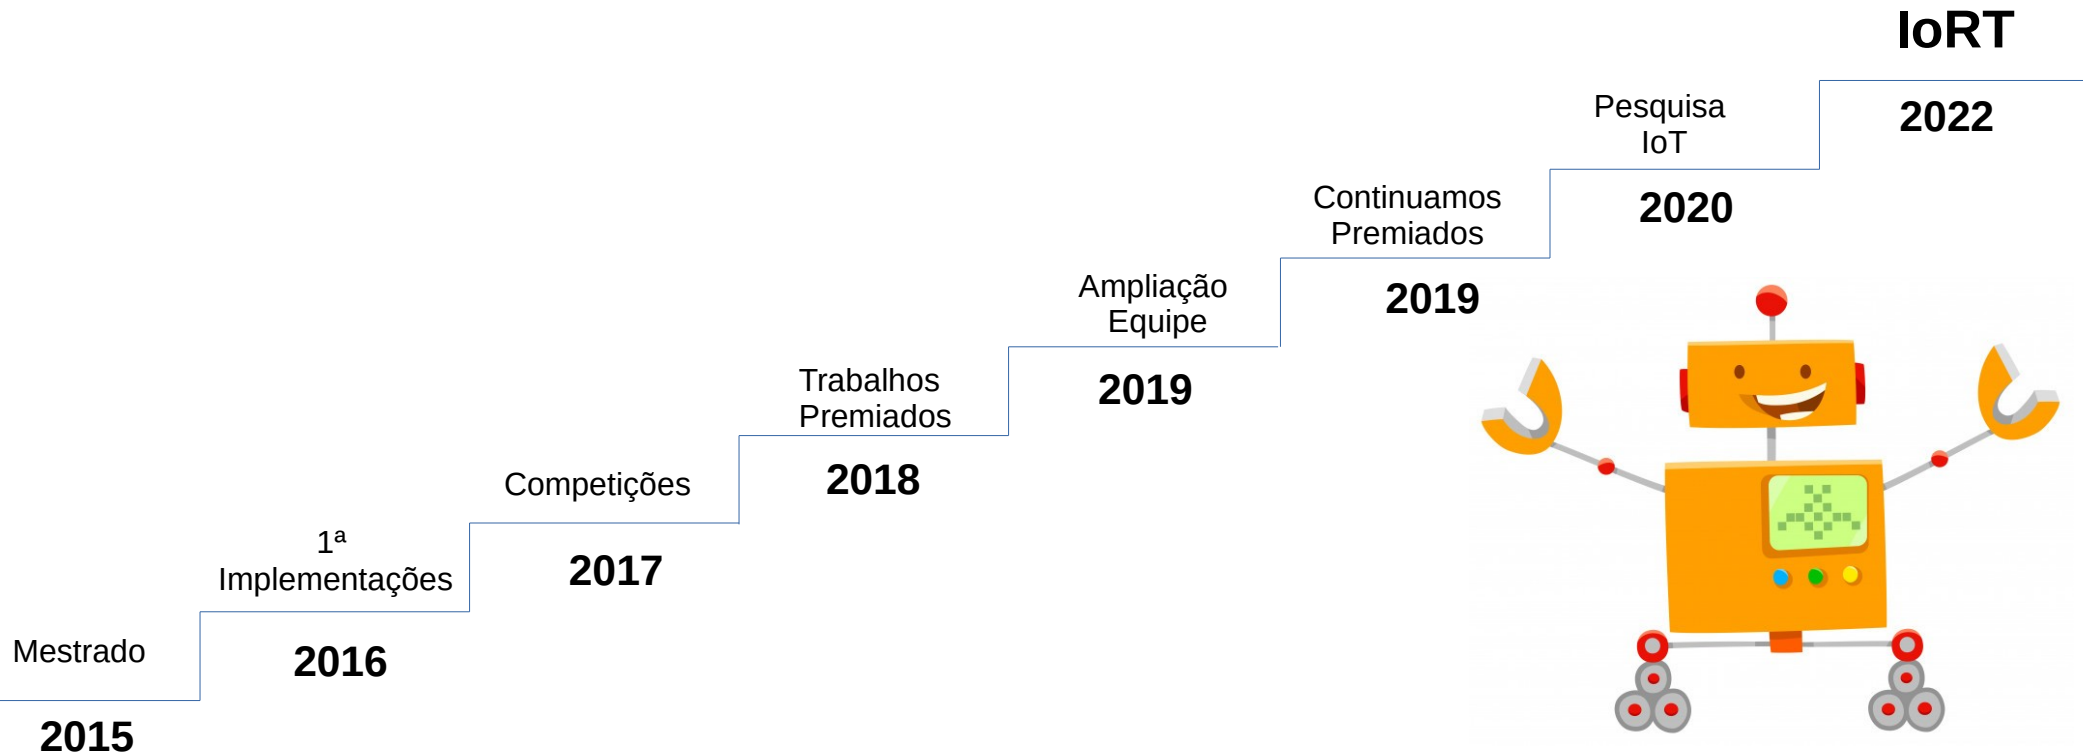 Mestrado
2015
1ª
Implementações
2016
Competições
2017
Trabalhos
Premiados
2018
Ampliação
Equipe
2019
Continuamos
Premiados
2019
Pesquisa
IoT
2020
IoRT
2022